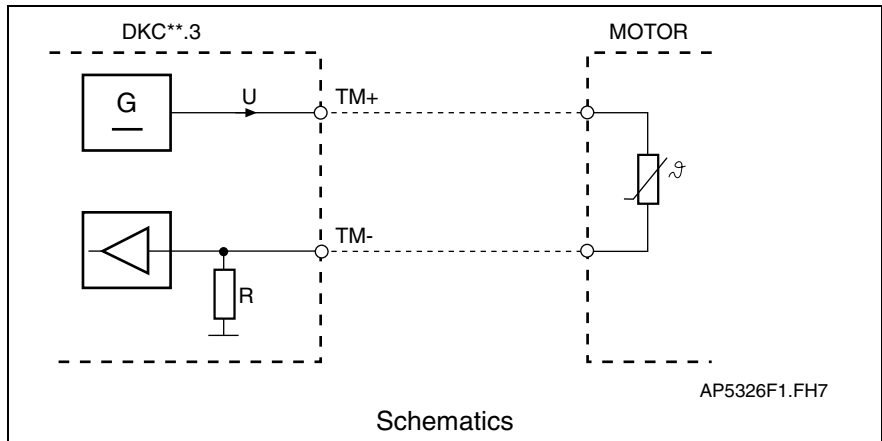 DKC**.3
MOTOR
G
U
TM+
ϑ
TM-
R
AP5326F1.FH7
Schematics